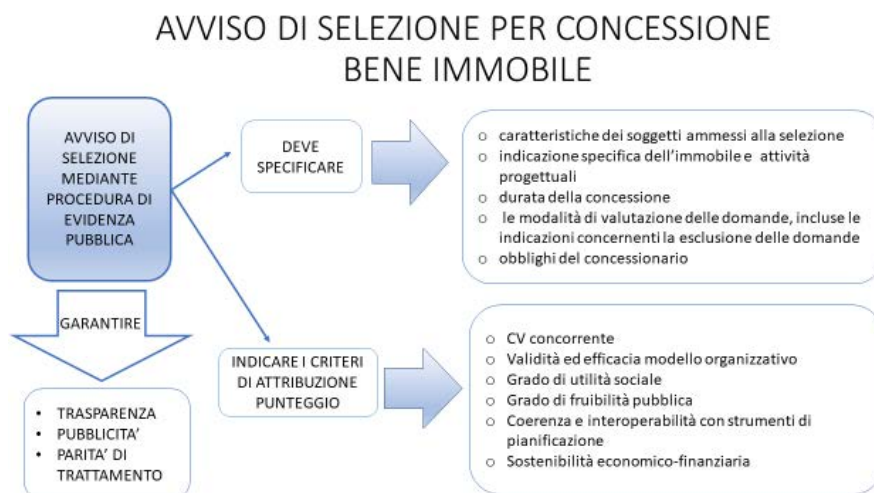 AVVISO DI SELEZIONE PER CONCESSIONE
BENE IMMOBILE
AVVISO DI
SELEZIONE
MEDIANTE
PROCEDURA DI
EVIDENZA
PUBBLICA
DEVE
SPECIFICARE
o caratteristiche dei soggetti ammessi alla selezione
o indicazione specifica dell'immobile e attività
progettuali
o durata della concessione
o le modalità di valutazione delle domande, incluse le
indicazioni concernenti la esclusione delle domande
o obblighi del concessionario
GARANTIRE
• TRASPARENZA
• PUBBLICITA'
• PARITA' DI
TRATTAMENTO
INDICARE I CRITERI
DI ATTRIBUZIONE
PUNTEGGIO
o CV concorrente
o Validità ed efficacia modello organizzativo
o Grado di utilità sociale
o Grado di fruibilità pubblica
o Coerenza e interoperabilità con strumenti di
pianificazione
o Sostenibilità economico-finanziaria